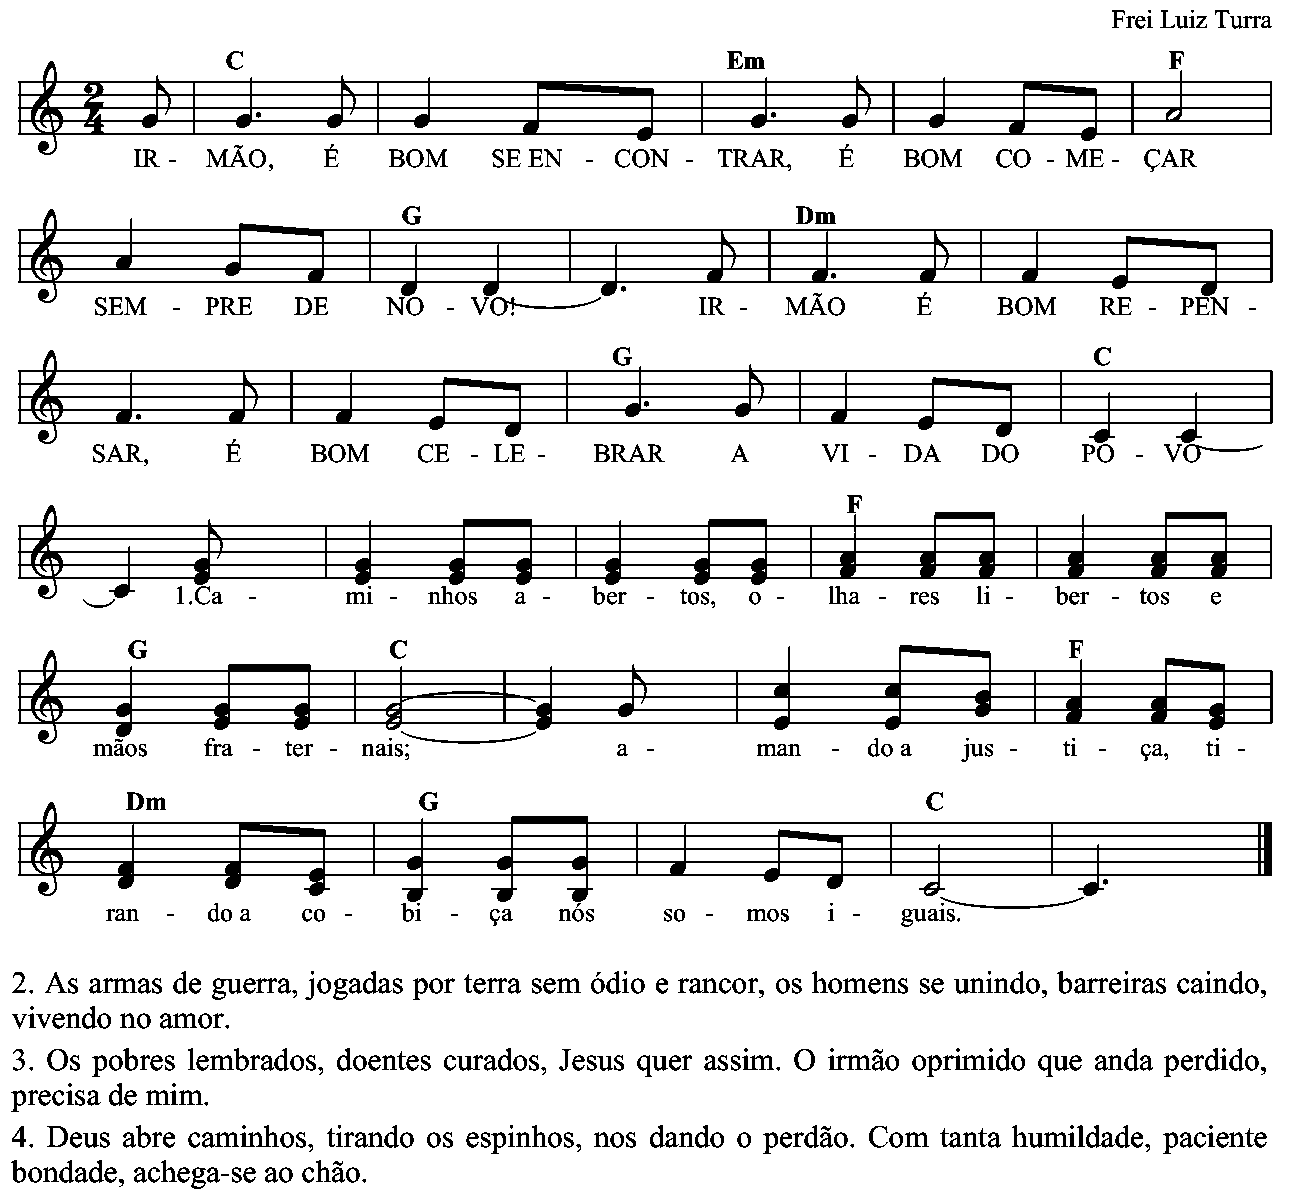 Frei Luiz Turra
C Em F
2
4
IR - MÃO, É BOM SE EN - CON - TRAR, É BOM CO - ME - ÇAR
G Dm
SEM - PRE DE NO - VO! IR - MÃO É BOM RE - PEN -
G C
SAR, É BOM CE - LE - BRAR A VI - DA DO PO - VO
F
1.Ca - mi - nhos a - ber - tos, o - lha - res li - ber - tos e
G C F
mãos fra - ter - nais; a - man - do a jus - ti - ça, ti -
Dm G C
ran - do a co - bi - ça nós so - mos i - guais.
2. As armas de guerra, jogadas por terra sem ódio e rancor, os homens se unindo, barreiras caindo,
vivendo no amor.
3. Os pobres lembrados, doentes curados, Jesus quer assim. O irmão oprimido que anda perdido,
precisa de mim.
4. Deus abre caminhos, tirando os espinhos, nos dando o perdão. Com tanta humildade, paciente
bondade, achega-se ao chão.